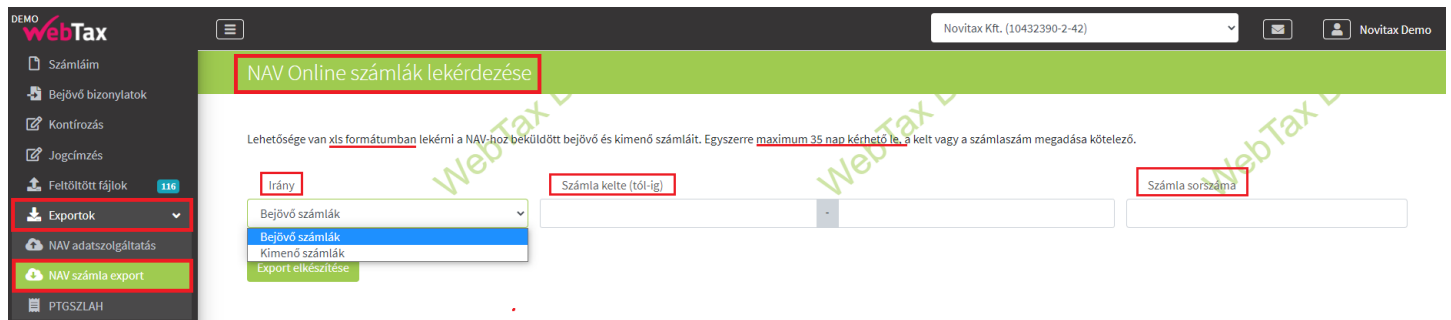 DEMO
WebTax
Novitax Kft. (10432390-2-42)
Novitax Demo
Számláim
Bejövő bizonylatok
Kontírozás
Jogcímzés
Feltöltött fájlok 116
Exportok
NAV adatszolgáltatás
NAV számla export
PTGSZLAH
NAV Online számlák lekérdezése
Lehetősége van xls formátumban lekérni a NAV-hoz beküldött bejövő és kimenő számláit. Egyszerre maximum 35 nap kérhető le, a kelt vagy a számlaszám megadása kötelező.
Irány
Számla kelte (tól-ig)
Számla sorszáma
Bejövő számlák
-
Bejövő számlák
Kimenő számlák
Export elkészítése
WebTax D
WebTax D
WebTax